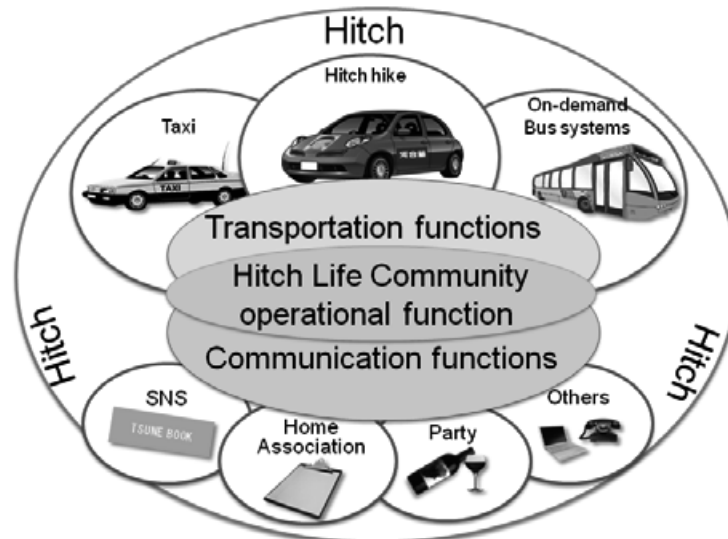 Hitch
Hitch hike
Taxi
On-demand
Bus systems
TAXI
Transportation functions
Hitch Life Community
operational function
Communication functions
Hitch
Hitch
SNS
ISUNE BOOK
Home
Association
Party
Others